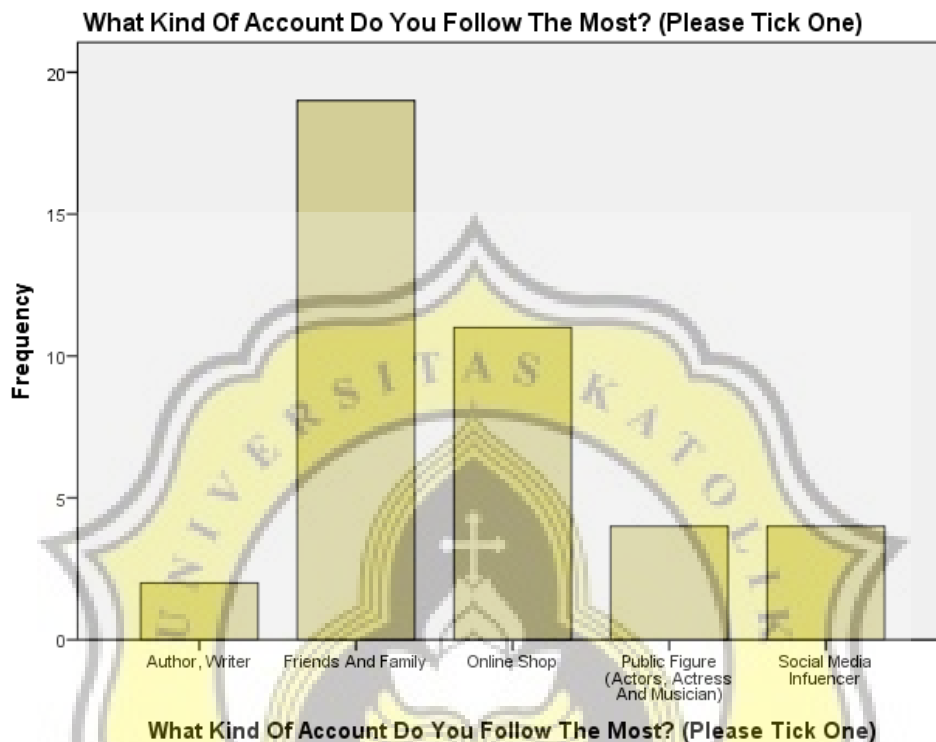 What Kind Of Account Do You Follow The Most? (Please Tick One)
20
15
10
5
0
Frequency
UNIVERSITAS KATOLIK
Author, Writer
Friends And Family
Online Shop
Public Figure
(Actors, Actress
And Musician)
Social Media
Infuencer
What Kind Of Account Do You Follow The Most? (Please Tick One)